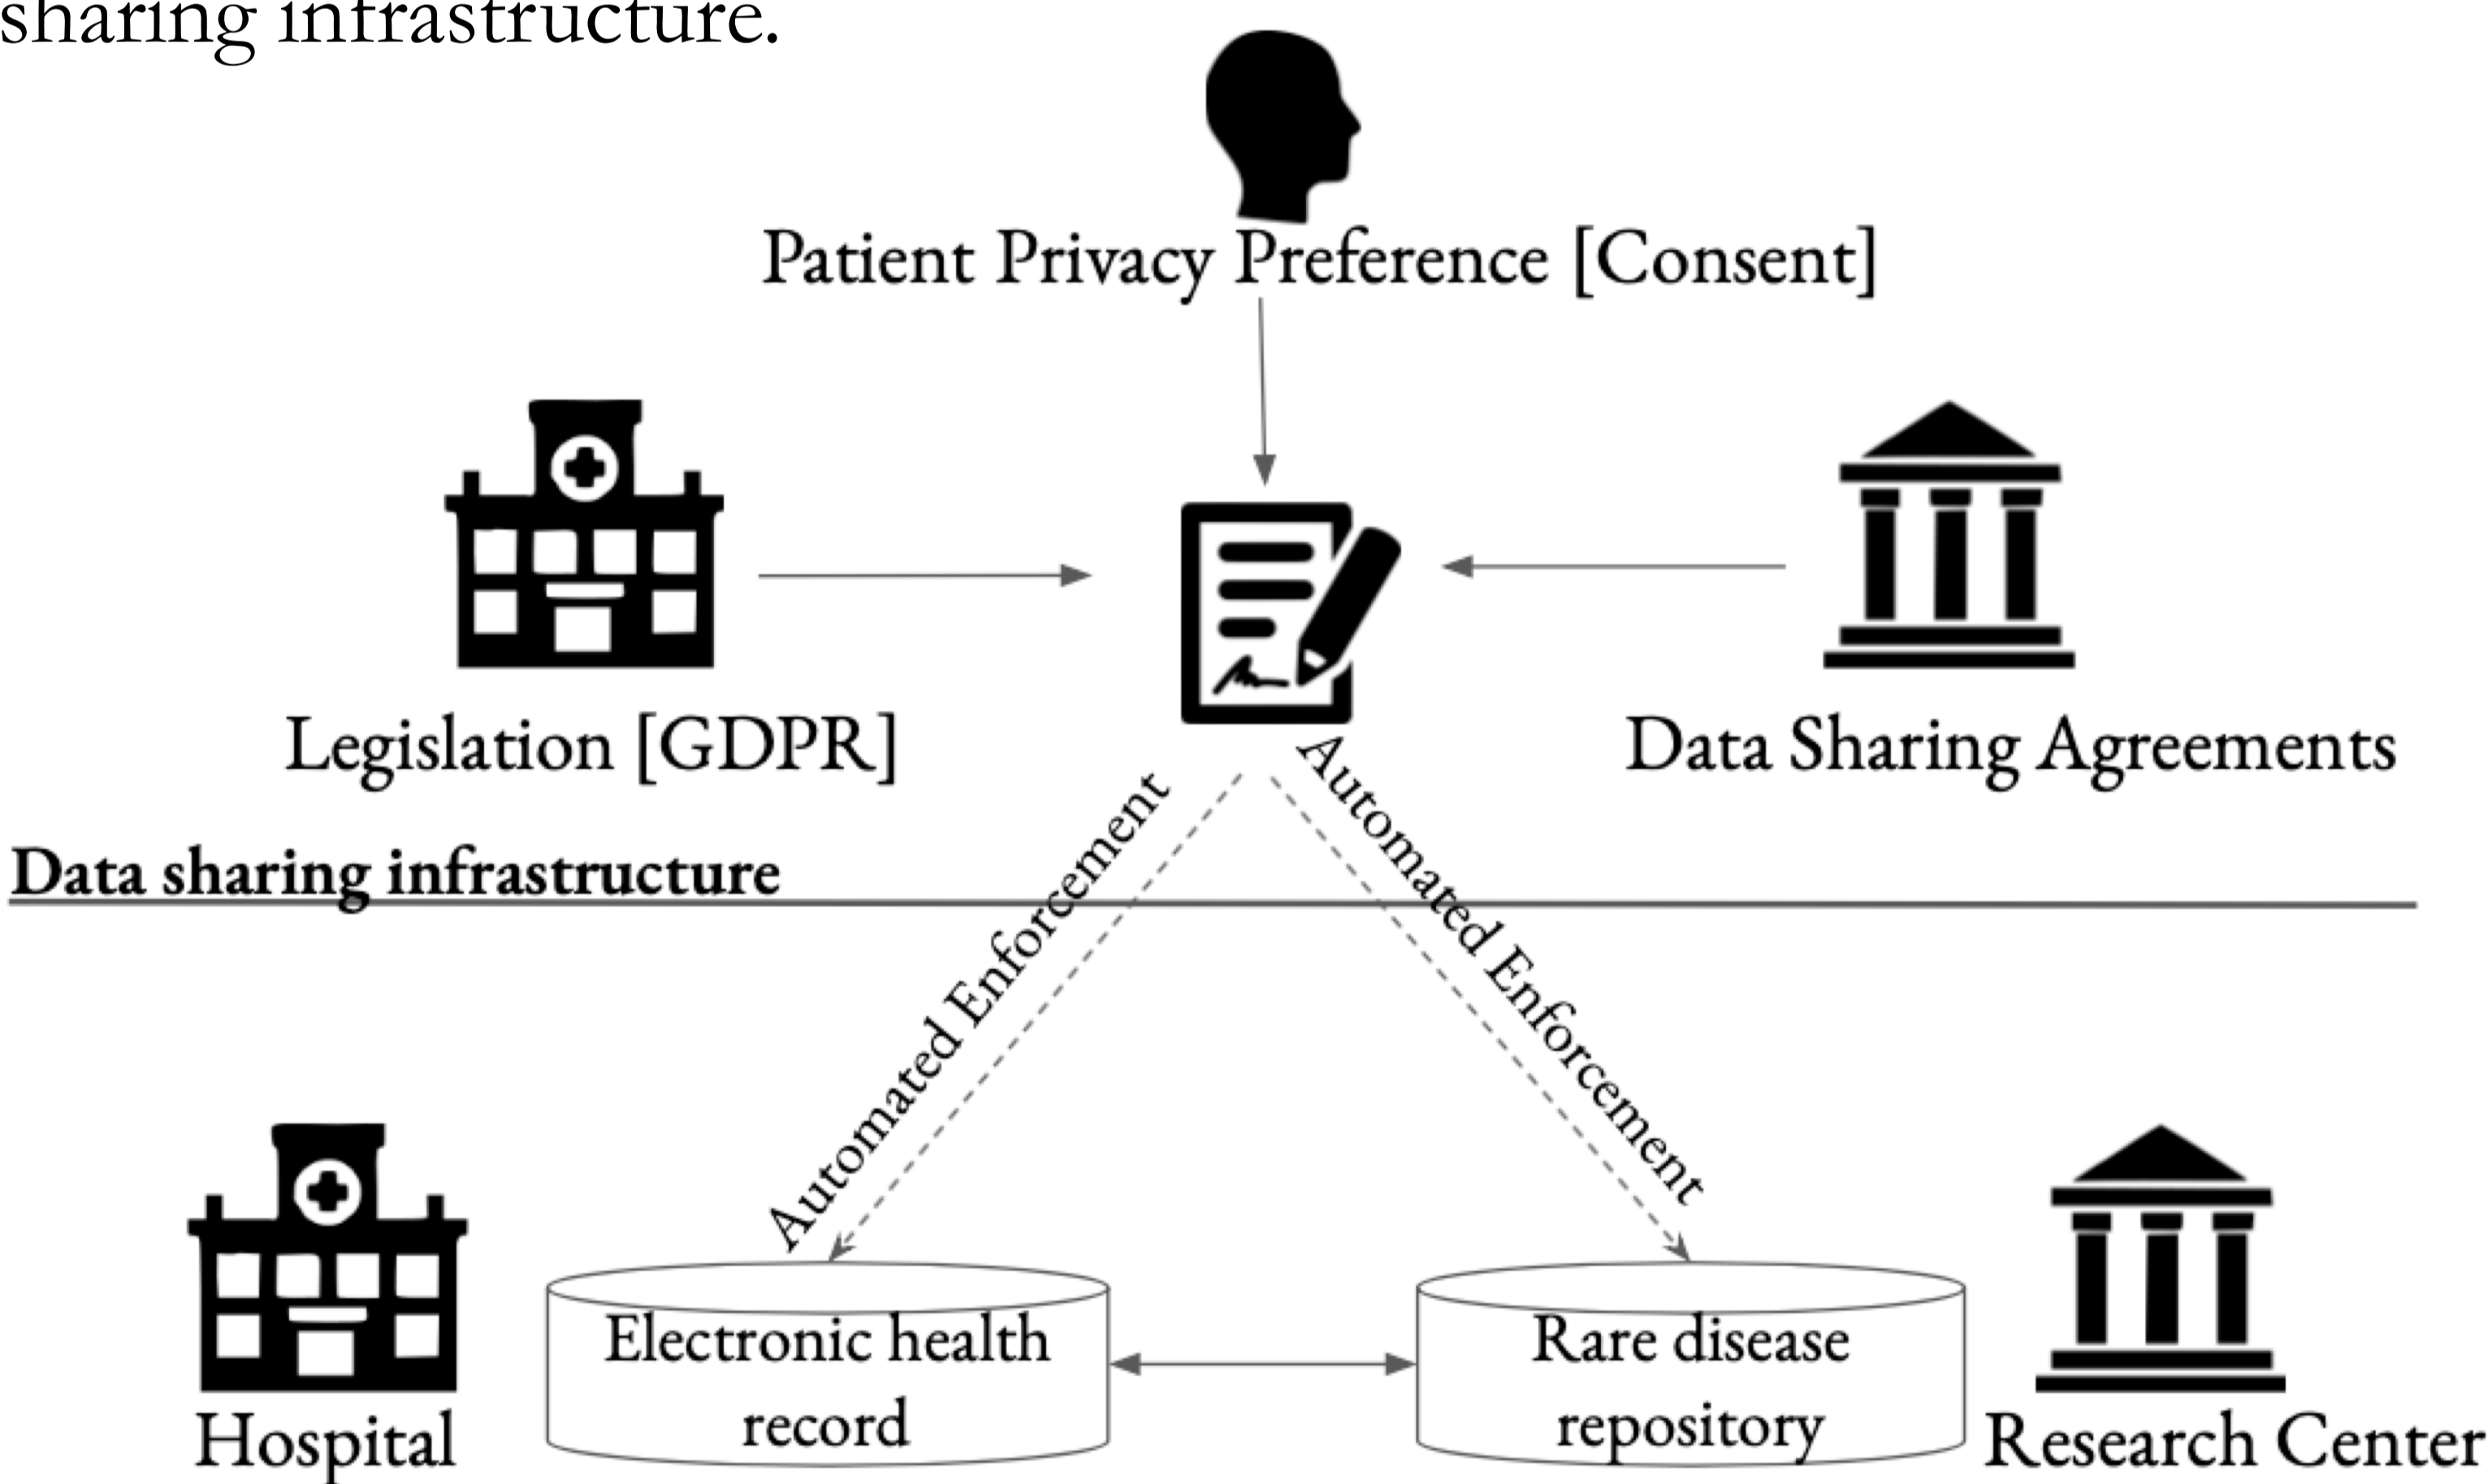 sharing infrastructure.
Patient Privacy Preference [Consent]
Legislation [GDPR]
Data Sharing Agreements
Data sharing infrastructure
Automated Enforcement
Automated Enforcement
Electronic health
record
Rare disease
repository
Hospital
Research Center